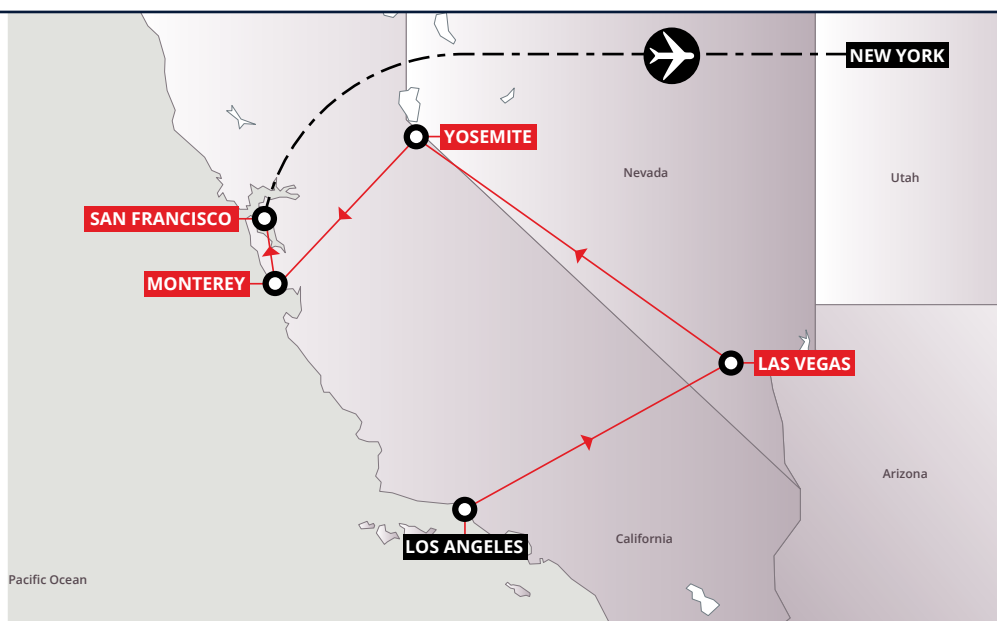 NEW YORK
YOSEMITE
Nevada
Utah
SAN FRANCISCO
MONTEREY
LAS VEGAS
Arizona
LOS ANGELES
California
Pacific Ocean